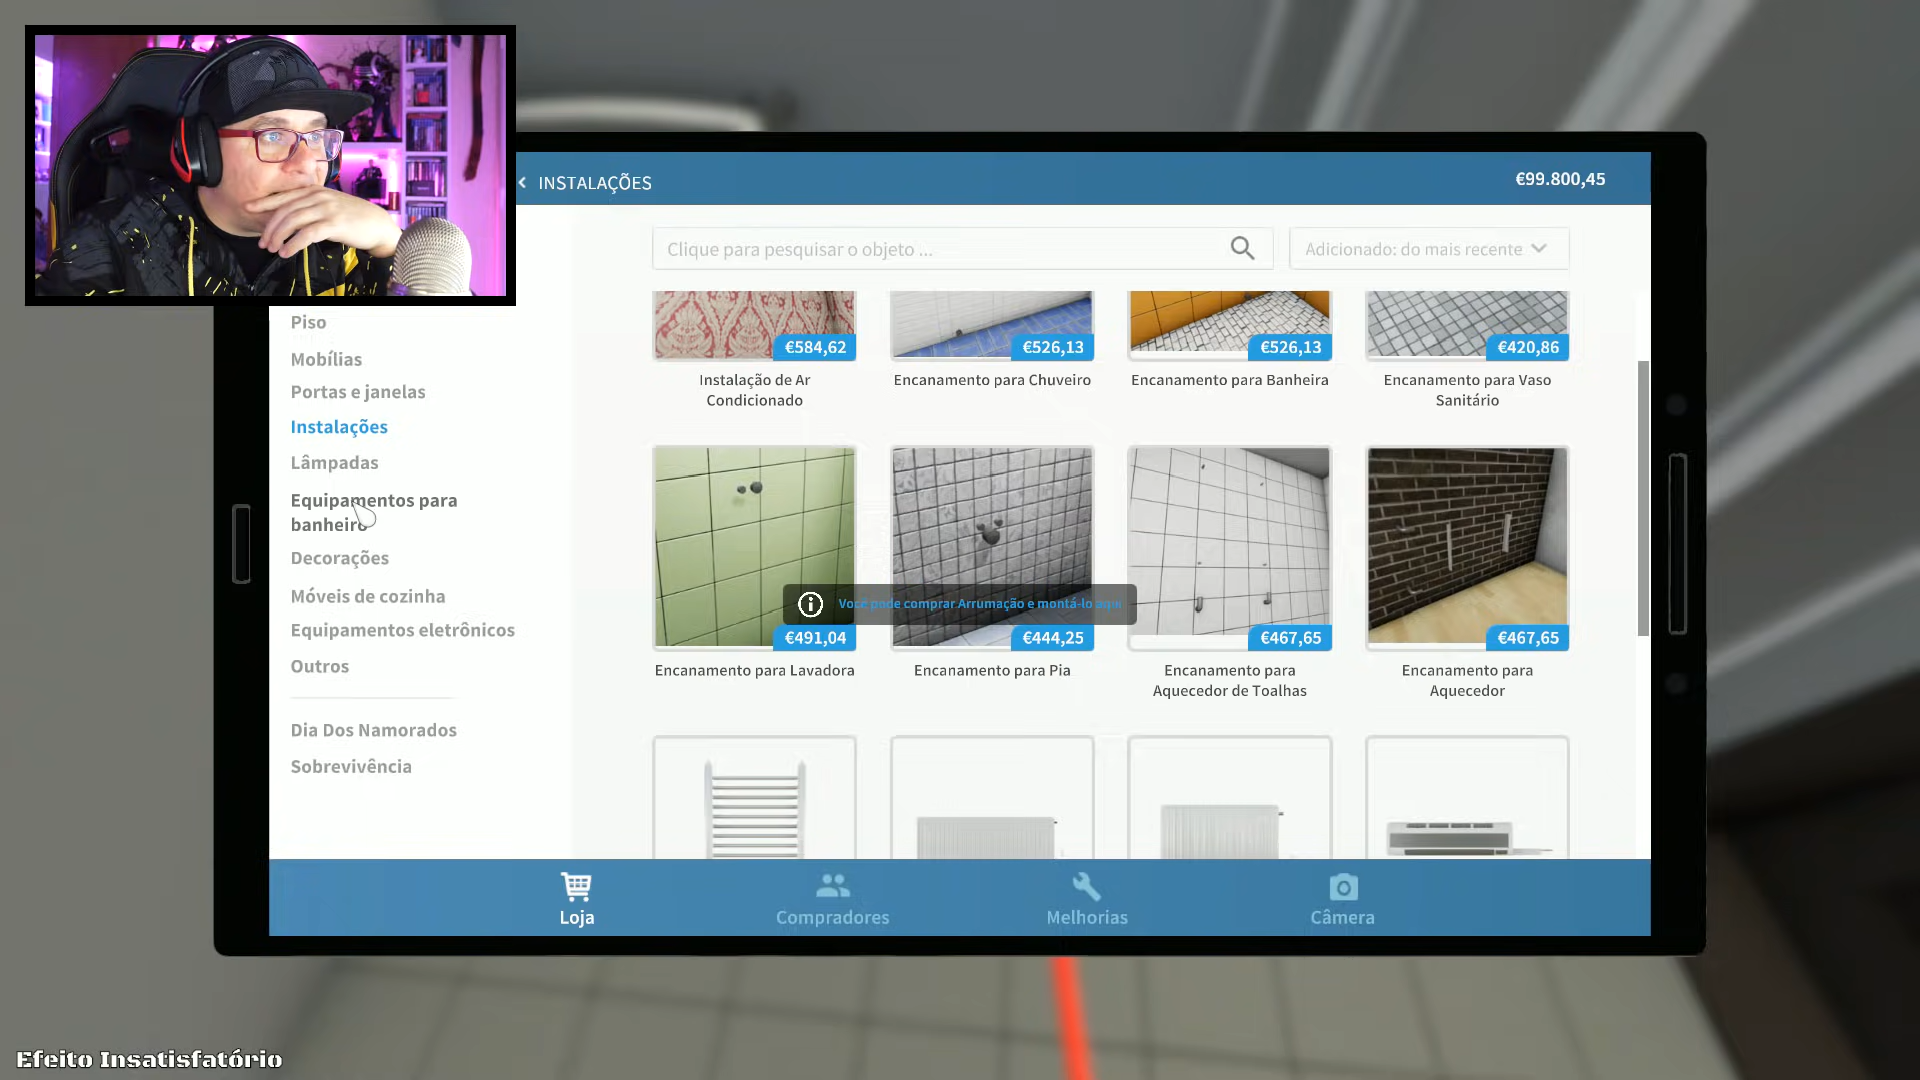 INSTALAÇÕES
€99.800,45
Clique para pesquisar o objeto ...
Adicionado: do mais recente
Piso
Mobílias
Portas e janelas
Instalações
Lâmpadas
Equipamentos para
banheiro
Decorações
Móveis de cozinha
Equipamentos eletrônicos
Outros
Dia Dos Namorados
Sobrevivência
€584,62
Instalação de Ar
Condicionado
€526,13
Encanamento para Chuveiro
€526,13
Encanamento para Banheira
€420,86
Encanamento para Vaso
Sanitário
Você pode comprar Arrumação e montá-lo aqui
€491,04
Encanamento para Lavadora
€444,25
Encanamento para Pia
€467,65
Encanamento para
Aquecedor de Toalhas
€467,65
Encanamento para
Aquecedor
Loja
Compradores
Melhorias
Câmera
Efeito Insatisfatório